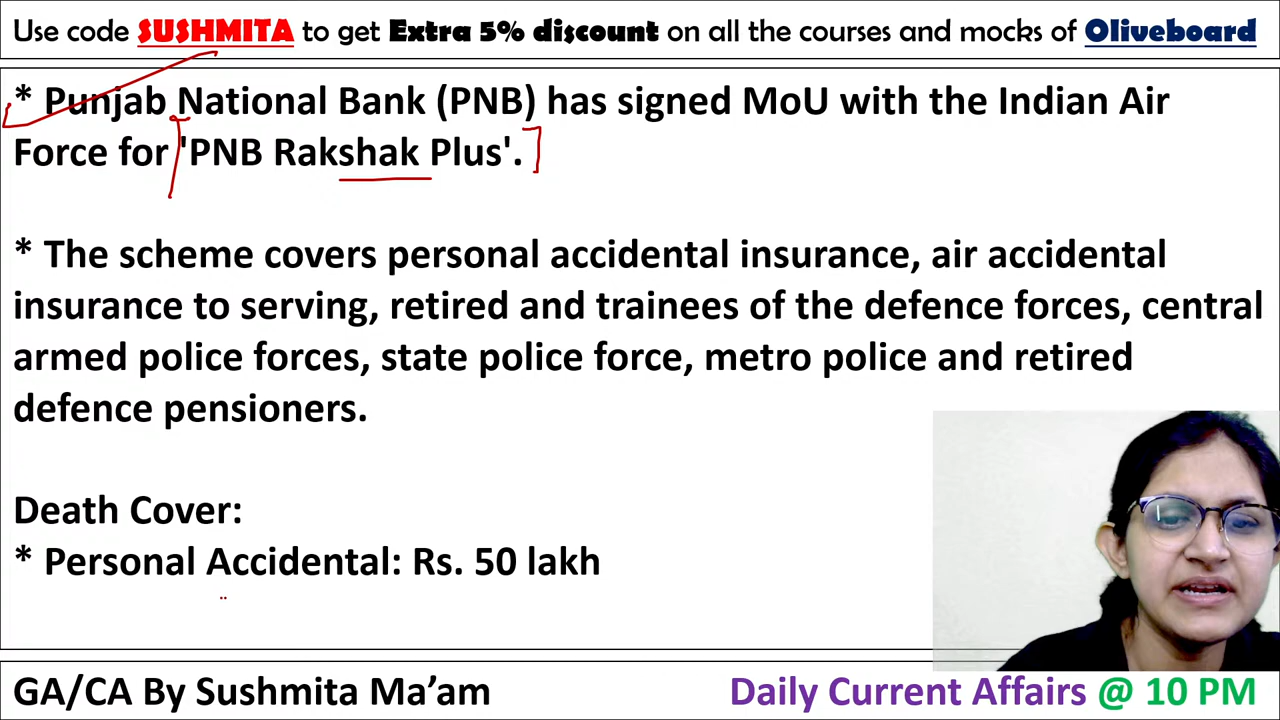 Use code SUSHMITA to get Extra 5% discount on all the courses and mocks of Oliveboard
* Punjab National Bank (PNB) has signed MoU with the Indian Air
Force for 'PNB Rakshak Plus'.
* The scheme covers personal accidental insurance, air accidental
insurance to serving, retired and trainees of the defence forces, central
armed police forces, state police force, metro police and retired
defence pensioners.
Death Cover:
* Personal Accidental: Rs. 50 lakh
GA/CA By Sushmita Ma’am
Daily Current Affairs @ 10 PM